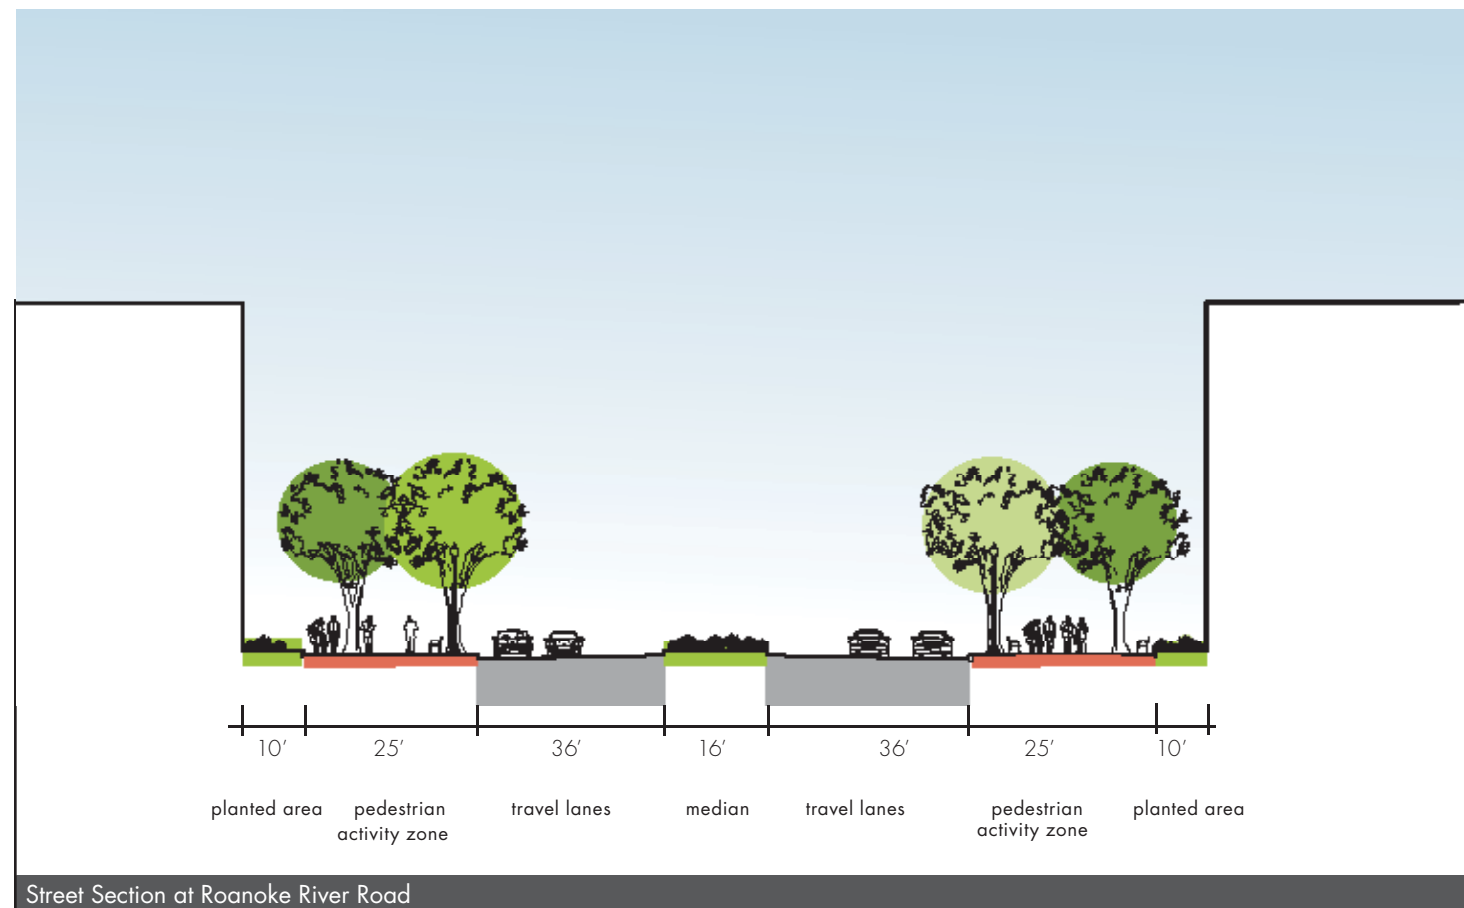 10’ 25’ 36’ 16’ 36’ 25’ 10’
planted area pedestrian travel lanes median travel lanes pedestrian planted area
activity zone activity zone
Street Section at Roanoke River Road